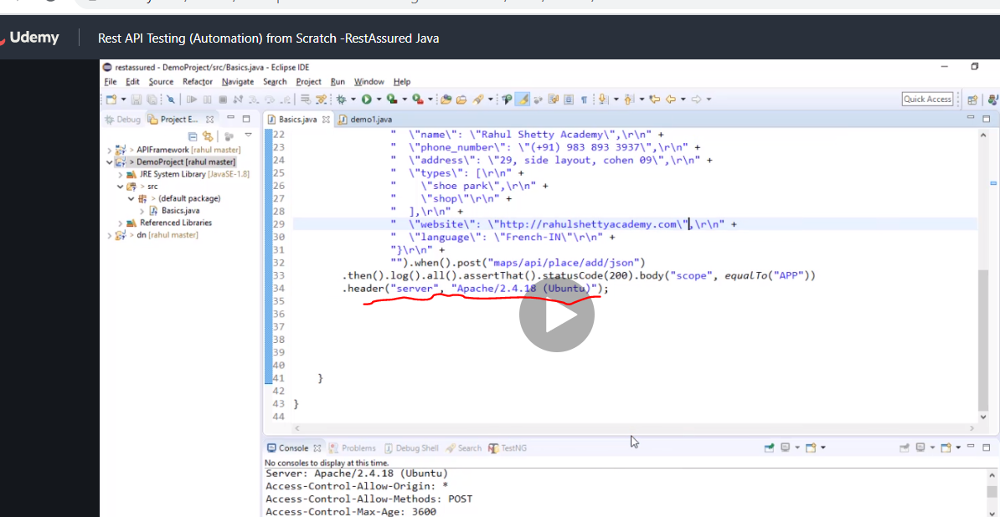 Udemy
Rest API Testing (Automation) from Scratch -RestAssured Java
restassured - DemoProject/src/Basics.java - Eclipse IDE
File Edit Source Refactor Navigate Search Project Run Window Help
Quick Access
Debug Project E...
Basics.java demo1.java
> APIFramework [rahul master]
> DemoProject [rahul master]
JRE System Library [JavaSE-1.8]
> src
> (default package)
Basics.java
Referenced Libraries
> dn [rahul master]
22 " \"name\": \"Rahul Shetty Academy\",\r\n" +
23 " \"phone_number\": \"(+91) 983 893 3937\",\r\n" +
24 " \"address\": \"29, side layout, cohen 09\",\r\n" +
25 " \"types\": [\r\n" +
26 " \"shoe park\",\r\n" +
27 " \"shop\"\r\n" +
28 " ],\r\n" +
29 " \"website\": \"http://rahulshettyacademy.com\",\r\n" +
30 " \"language\": \"French-IN\"\r\n" +
31 "}\r\n" +
32 "").when().post("maps/api/place/add/json")
33 .then().log().all().assertThat().statusCode(200).body("scope", equalTo("APP"))
34 .header("server", "Apache/2.4.18 (Ubuntu)");
35
36
37
38
39
40
41 }
42
43 }
44
Console Problems Debug Shell Search TestNG
No consoles to display at this time.
Server: Apache/2.4.18 (Ubuntu)
Access-Control-Allow-Origin: *
Access-Control-Allow-Methods: POST
Access-Control-Max-Age: 3600